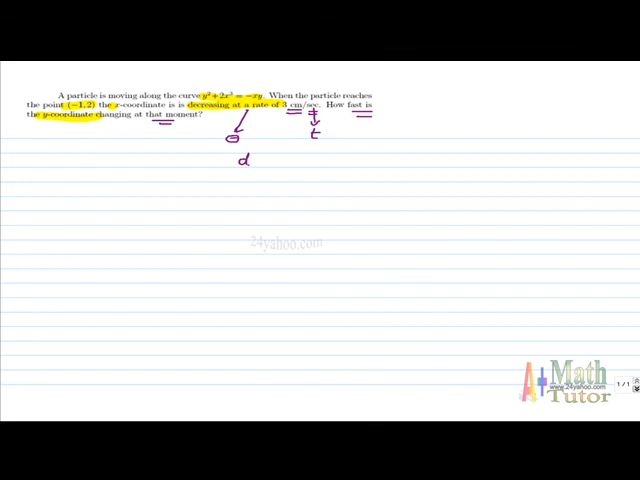 A particle is moving along the curve y² + 2x³ = −xy. When the particle reaches
the point (−1, 2) the x-coordinate is is decreasing at a rate of 3 cm/sec. How fast is
the y-coordinate changing at that moment?
⊖ t
d
24yahoo.com
A+ Math
www.24yahoo.com
Tutor
1 / 1